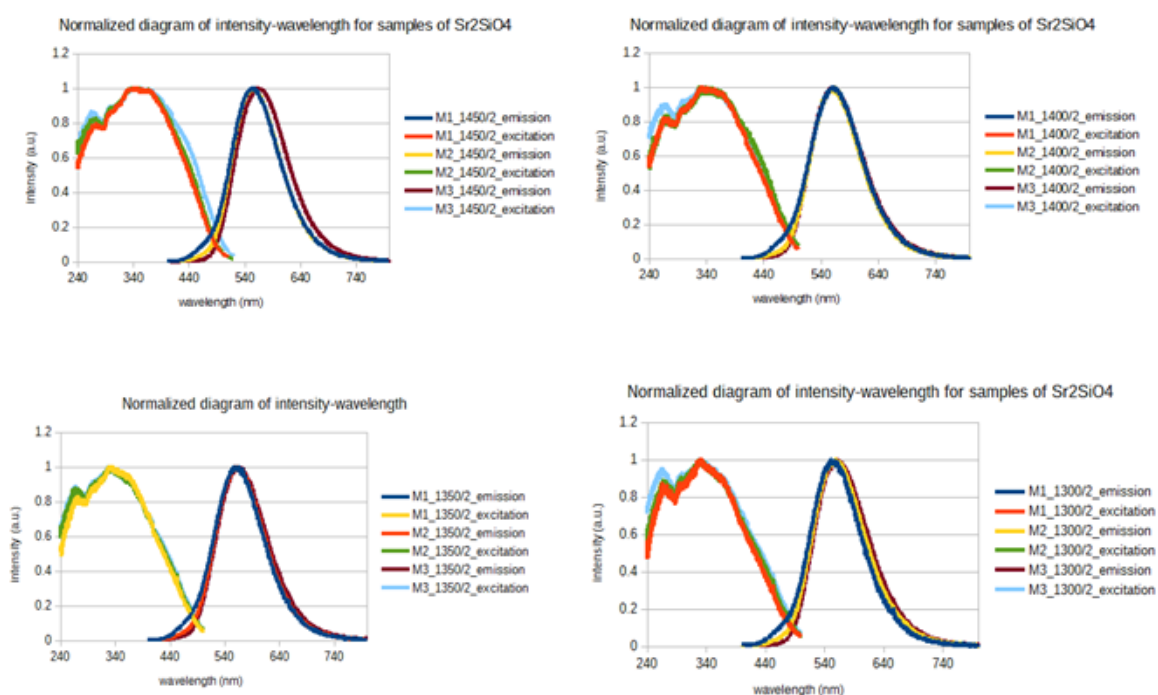 Normalized diagram of intensity-wavelength for samples of Sr2SiO4
1.2
1
0.8
0.6
0.4
0.2
0
240
340
440
540
640
740
intensity (a.u.)
wavelength (nm)
M1_1450/2_emission
M1_1450/2_excitation
M2_1450/2_emission
M2_1450/2_excitation
M3_1450/2_emission
M3_1450/2_excitation
Normalized diagram of intensity-wavelength for samples of Sr2SiO4
1.2
1
0.8
0.6
0.4
0.2
0
240
340
440
540
640
740
intensity (a.u.)
wavelength (nm)
M1_1400/2_emission
M1_1400/2_excitation
M2_1400/2_emission
M2_1400/2_excitation
M3_1400/2_emission
M3_1400/2_excitation
Normalized diagram of intensity-wavelength
1.2
1
0.8
0.6
0.4
0.2
0
240
340
440
540
640
740
intensity (a.u.)
wavelength (nm)
M1_1350/2_emission
M1_1350/2_excitation
M2_1350/2_emission
M2_1350/2_excitation
M3_1350/2_emission
M3_1350/2_excitation
Normalized diagram of intensity-wavelength for samples of Sr2SiO4
1.2
1
0.8
0.6
0.4
0.2
0
240
340
440
540
640
740
intensity (a.u.)
wavelength (nm)
M1_1300/2_emission
M1_1300/2_excitation
M2_1300/2_emission
M2_1300/2_excitation
M3_1300/2_emission
M3_1300/2_excitation